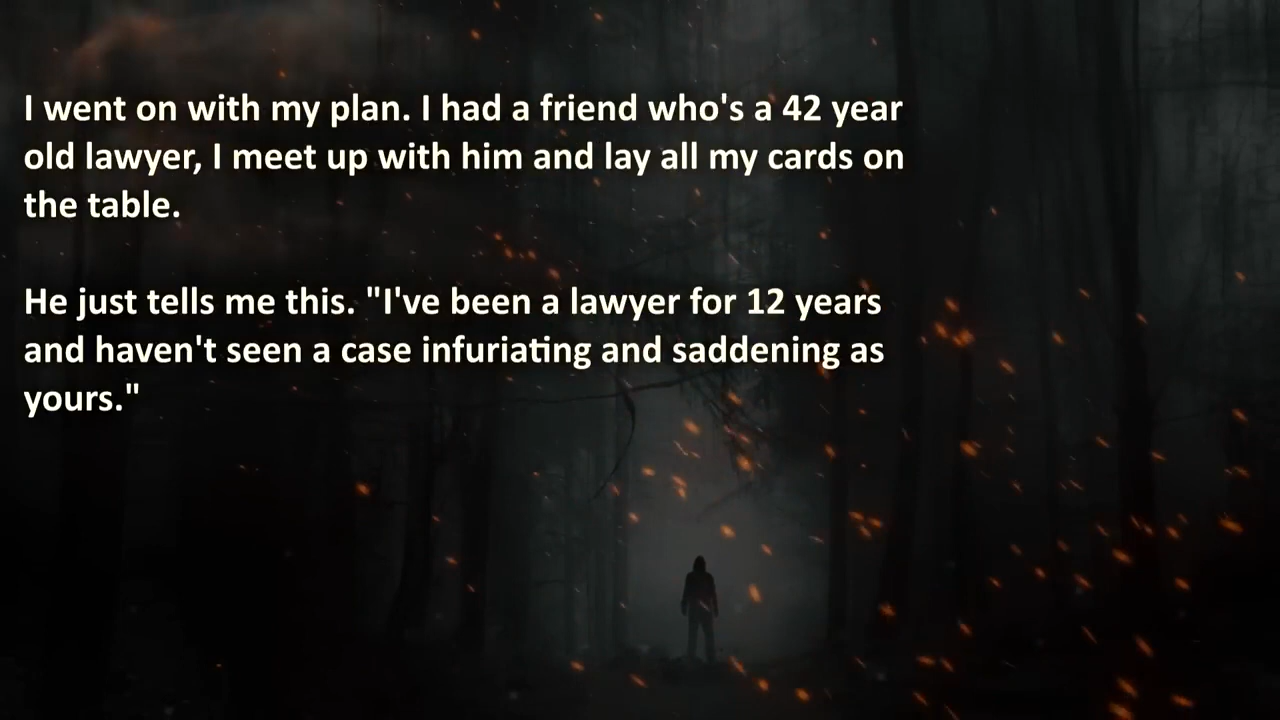 I went on with my plan. I had a friend who's a 42 year
old lawyer, I meet up with him and lay all my cards on
the table.
He just tells me this. "I've been a lawyer for 12 years
and haven't seen a case infuriating and saddening as
yours."